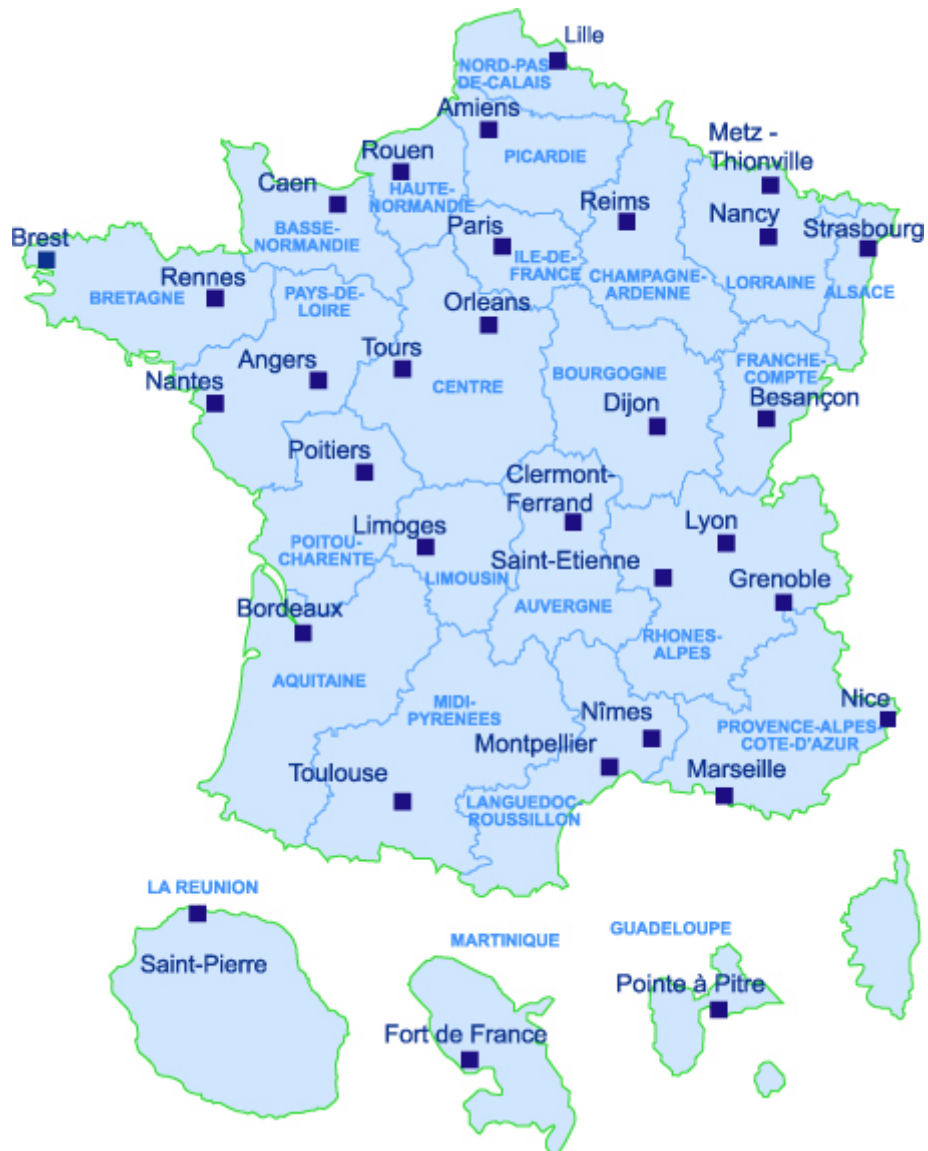 Lille
NORD-PAS
DE-CALAIS
Amiens
PICARDIE
Metz -
Thionville
Rouen
HAUTE-
NORMANDIE
Caen
BASSE-
NORMANDIE
Reims
Nancy
Strasbourg
Paris
ILE-DE-
FRANCE
CHAMPAGNE-
ARDENNE
LORRAINE
ALSACE
Brest
Rennes
BRETAGNE
PAYS-DE-
LOIRE
Orleans
Angers
Tours
CENTRE
BOURGOGNE
FRANCHE-
COMPTE
Nantes
Dijon
Besançon
Poitiers
Clermont-
Ferrand
Limoges
Lyon
POITOU-
CHARENTE
LIMOUSIN
Saint-Etienne
Grenoble
AUVERGNE
Bordeaux
RHONES-
ALPES
AQUITAINE
MIDI-
PYRENEES
Nîmes
Nice
PROVENCE-ALPES-
COTE-D'AZUR
Montpellier
Toulouse
Marseille
LANGUEDOC-
ROUSSILLON
LA REUNION
Saint-Pierre
MARTINIQUE
Fort de France
GUADELOUPE
Pointe à Pitre